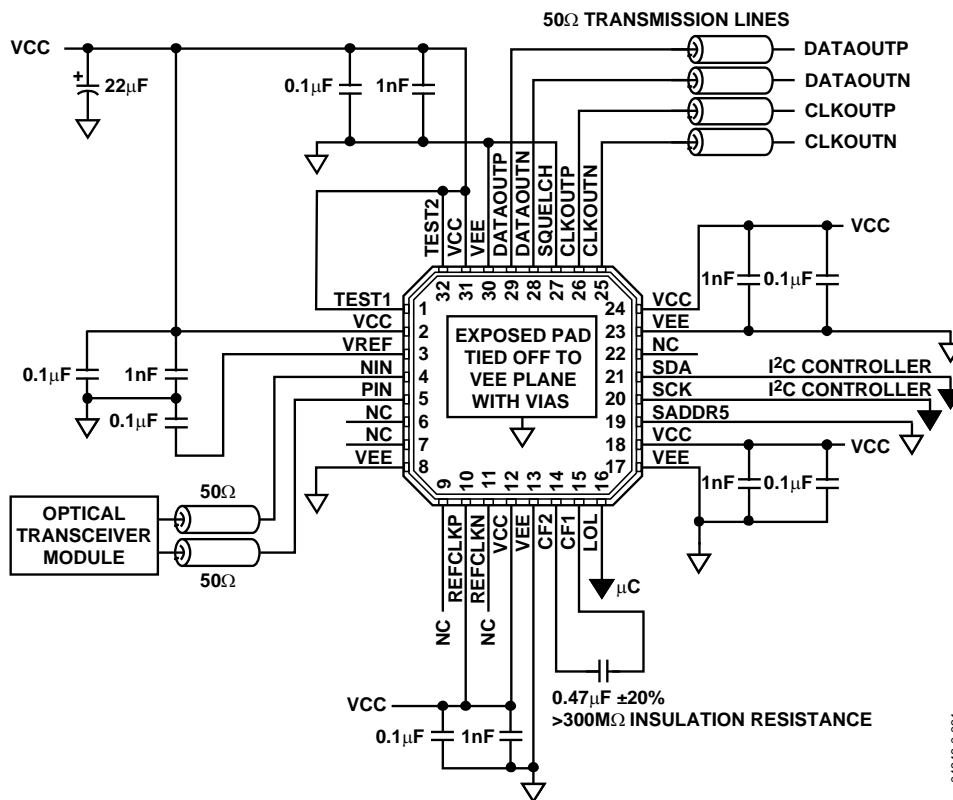 50Ω TRANSMISSION LINES
VCC
DATAOUTP
DATAOUTN
CLKOUTP
CLKOUTN
+
22μF
0.1μF
1nF
TEST2
VCC
VEE
DATAOUTP
DATAOUTN
SQUELCH
CLKOUTP
CLKOUTN
32
31
30
29
28
27
26
25
TEST1
1
VCC
2
VREF
3
NIN
4
PIN
5
NC
6
NC
7
VEE
8
0.1μF
1nF
0.1μF
EXPOSED PAD
TIED OFF TO
VEE PLANE
WITH VIAS
24
VCC
23
VEE
22
NC
21
SDA
I2C CONTROLLER
20
SCK
I2C CONTROLLER
19
SADDR5
18
VCC
17
VEE
VCC
1nF
0.1μF
VCC
1nF
0.1μF
OPTICAL
TRANSCEIVER
MODULE
50Ω
50Ω
9
10
11
12
13
14
15
16
NC
REFCLKP
REFCLKN
NC
VCC
VEE
CF2
CF1
LOL
μC
0.47μF ±20%
>300MΩ INSULATION RESISTANCE
VCC
0.1μF
1nF